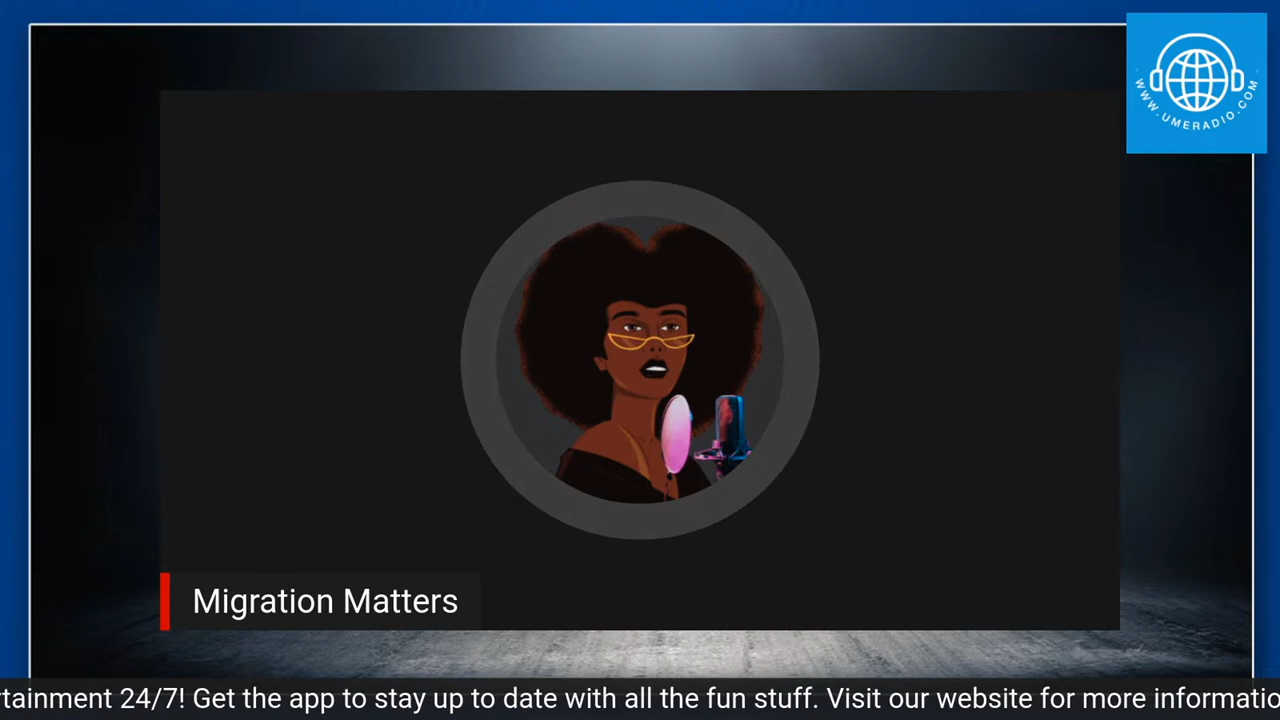 WWW.UMERADIO.COM
Migration Matters
rtainment 24/7! Get the app to stay up to date with all the fun stuff. Visit our website for more informatio